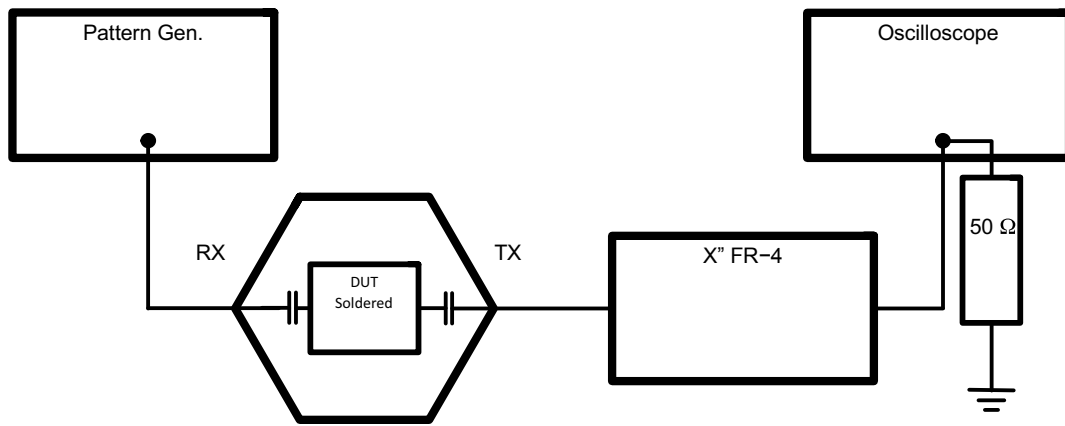 Pattern Gen.
Oscilloscope
RX
TX
DUT
Soldered
X” FR−4
50 Ω